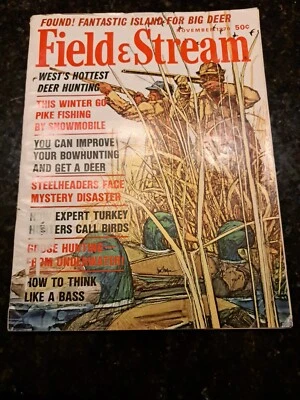 FOUND! FANTASTIC ISLAND FOR BIG DEER
NOVEMBER 50¢
Field & Stream
WEST'S HOTTEST
DEER HUNTING
THIS WINTER GO
PIKE FISHING
BY SNOWMOBILE
YOU CAN IMPROVE
YOUR BOWHUNTING
AND GET A DEER
STEELHEADERS FACE
MYSTERY DISASTER
EXPERT TURKEY
CALL BIRDS
HUNTING
UNDERWATER
HOW TO THINK
LIKE A BASS